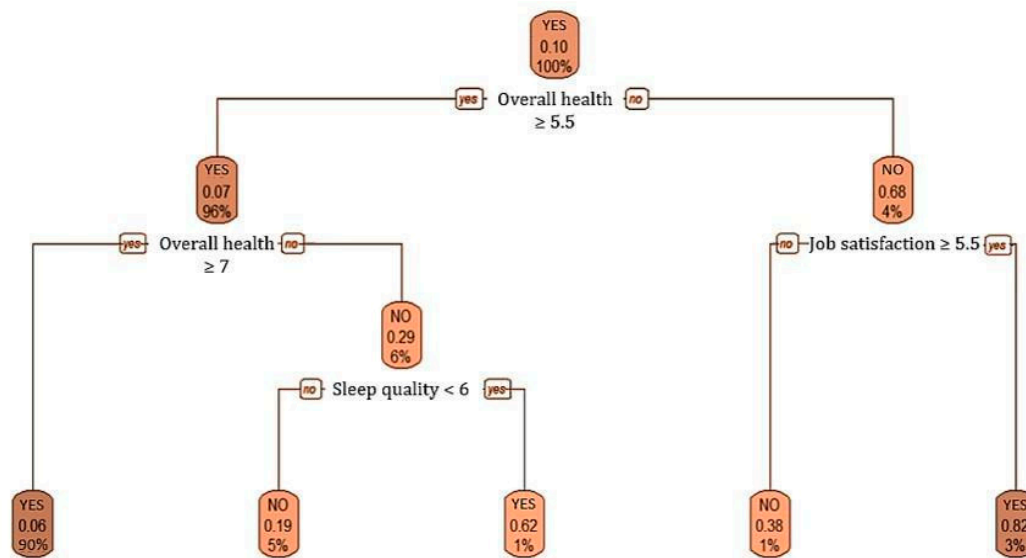 YES
0.10
100%
yes Overall health no
≥ 5.5
YES
0.07
96%
NO
0.68
4%
yes Overall health no
≥ 7
no Job satisfaction ≥ 5.5 yes
NO
0.29
6%
no Sleep quality < 6 yes
YES
0.06
90%
NO
0.19
5%
YES
0.62
1%
NO
0.38
1%
YES
0.82
3%